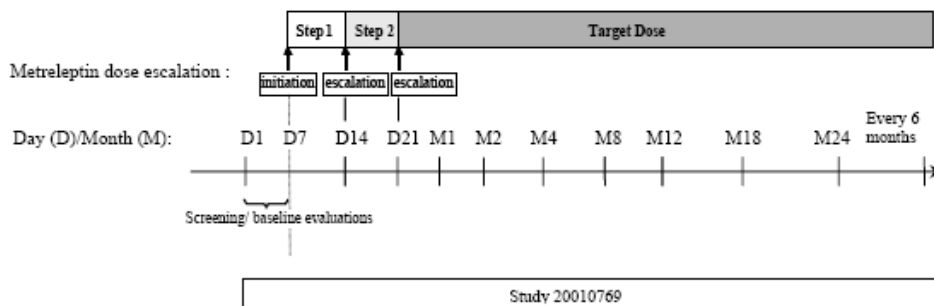 Step 1 Step 2 Target Dose
Metreleptin dose escalation :
initiation escalation escalation
Every 6
Day (D)/Month (M): D1 D7 D14 D21 M1 M2 M4 M8 M12 M18 M24 months
Screening/ baseline evaluations
Study 20010769